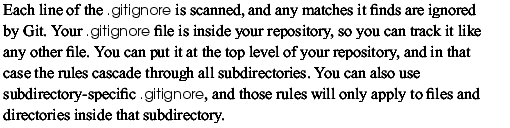 Each line of the .gitignore is scanned, and any matches it finds are ignored
by Git. Your .gitignore file is inside your repository, so you can track it like
any other file. You can put it at the top level of your repository, and in that
case the rules cascade through all subdirectories. You can also use
subdirectory-specific .gitignore, and those rules will only apply to files and
directories inside that subdirectory.